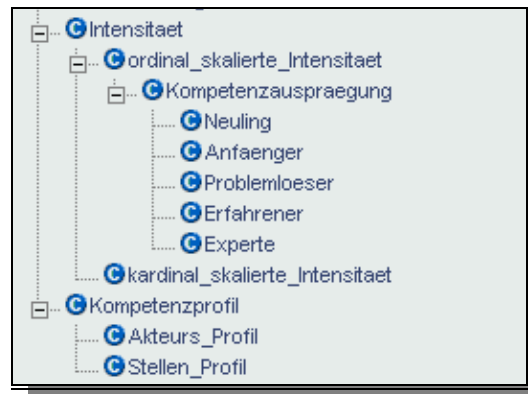 Intensitaet
ordinal_skalierte_Intensitaet
Kompetenzauspraegung
Neuling
Anfaenger
Problemloeser
Erfahrener
Experte
kardinal_skalierte_Intensitaet
Kompetenzprofil
Akteurs_Profil
Stellen_Profil